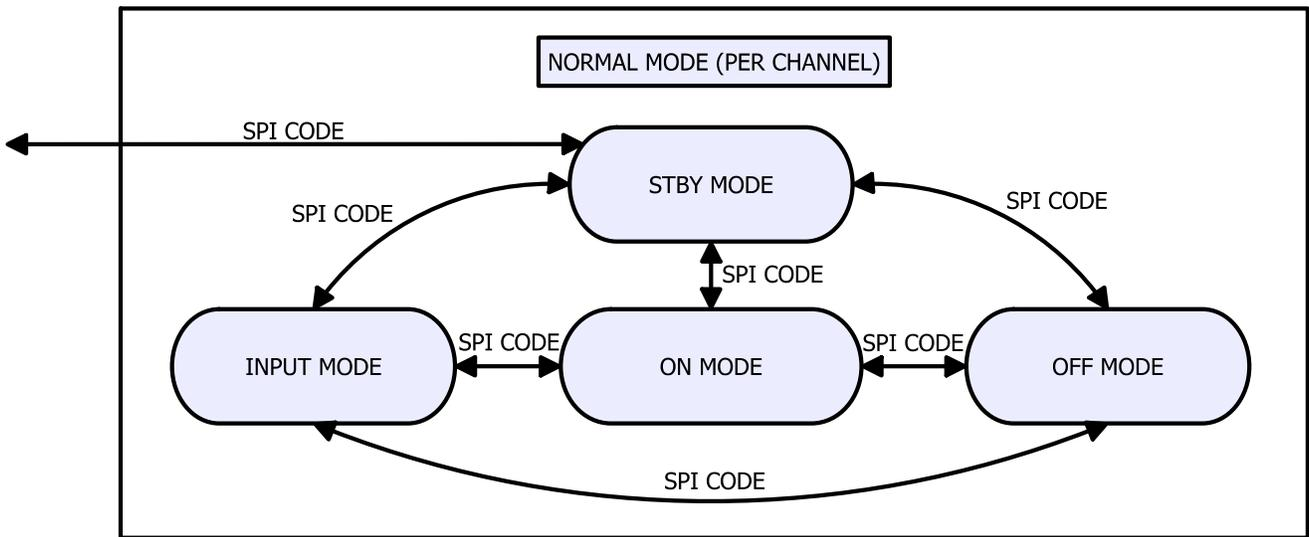 NORMAL MODE (PER CHANNEL)
SPI CODE
STBY MODE
SPI CODE
SPI CODE
SPI CODE
SPI CODE
SPI CODE
INPUT MODE
ON MODE
OFF MODE
SPI CODE